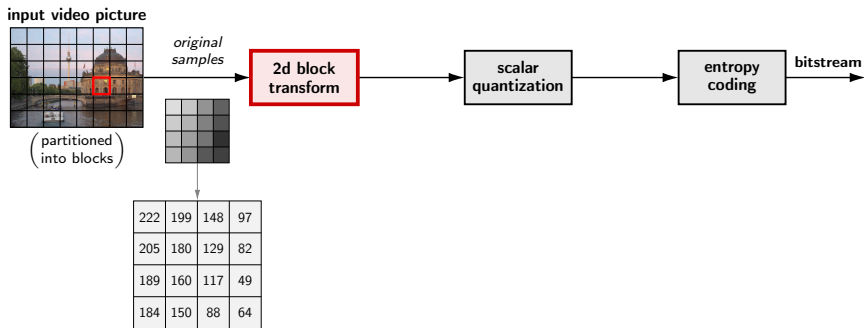 input video picture
(partitioned
into blocks)
original
samples
2d block
transform
scalar
quantization
entropy
coding
bitstream
222 199 148 97
205 180 129 82
189 160 117 49
184 150 88 64